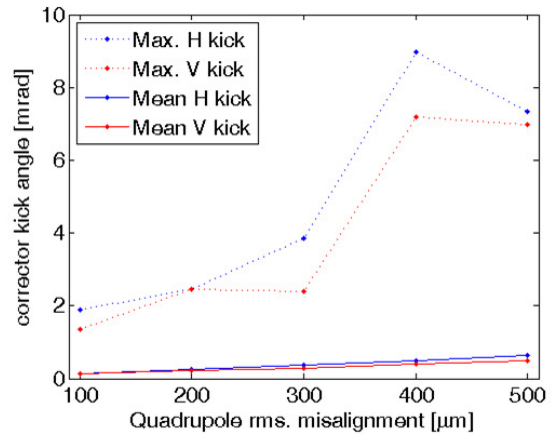 10
8
6
4
2
0
corrector kick angle [mrad]
Max. H kick
Max. V kick
Mean H kick
Mean V kick
100
200
300
400
500
Quadrupole rms. misalignment [µm]